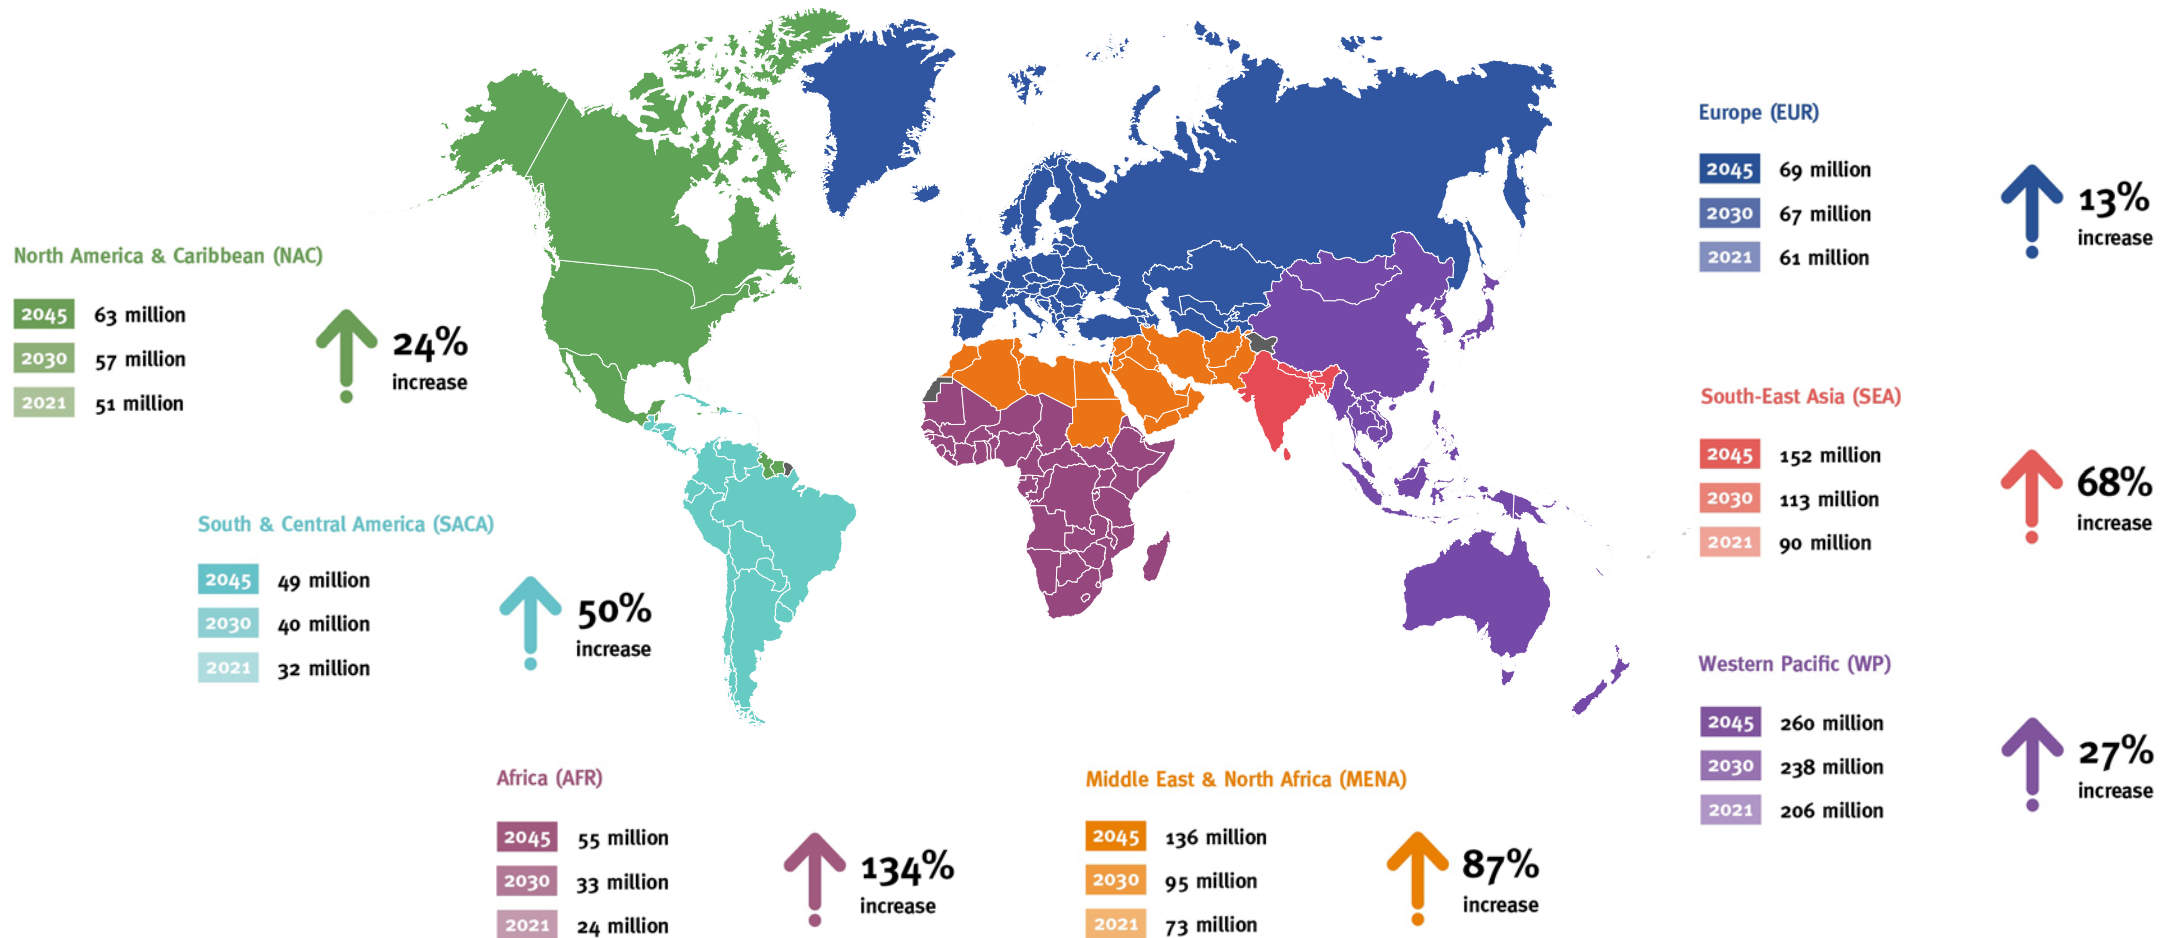 Europe (EUR)
2045 69 million
2030 67 million
2021 61 million
13%
increase
North America & Caribbean (NAC)
2045 63 million
2030 57 million
2021 51 million
24%
increase
South-East Asia (SEA)
2045 152 million
2030 113 million
2021 90 million
68%
increase
South & Central America (SACA)
2045 49 million
2030 40 million
2021 32 million
50%
increase
Western Pacific (WP)
2045 260 million
2030 238 million
2021 206 million
27%
increase
Africa (AFR)
2045 55 million
2030 33 million
2021 24 million
134%
increase
Middle East & North Africa (MENA)
2045 136 million
2030 95 million
2021 73 million
87%
increase